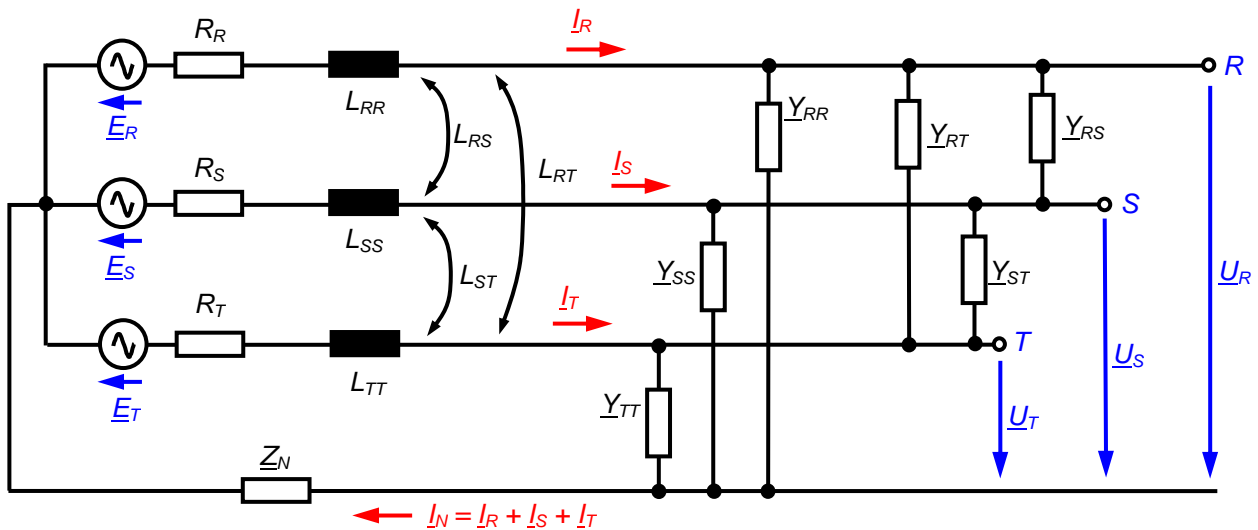 R_R
I_R
R
E_R
L_RR
Y_RR
Y_RT
Y_RS
L_RS
L_RT
R_S
I_S
S
E_S
L_SS
Y_SS
Y_ST
U_R
L_ST
R_T
I_T
T
U_S
E_T
L_TT
Y_TT
U_T
Z_N
I_N = I_R + I_S + I_T